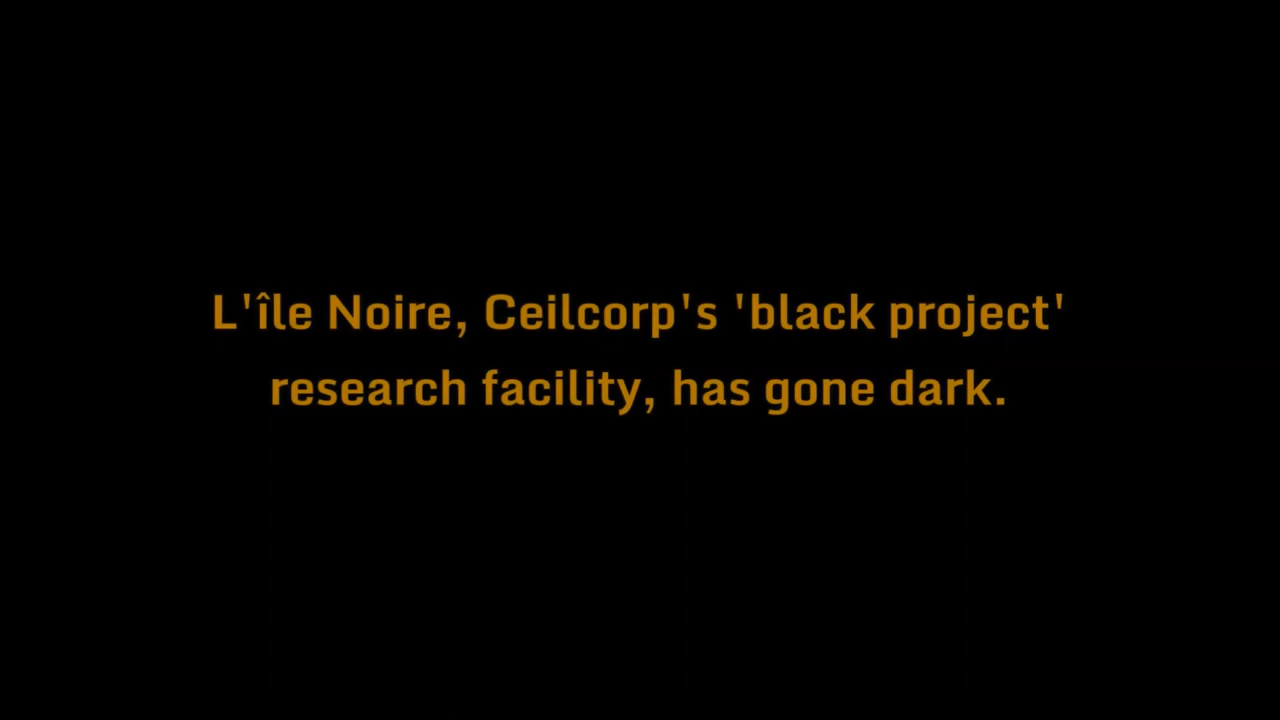 L'île Noire, Ceilcorp's 'black project'
research facility, has gone dark.